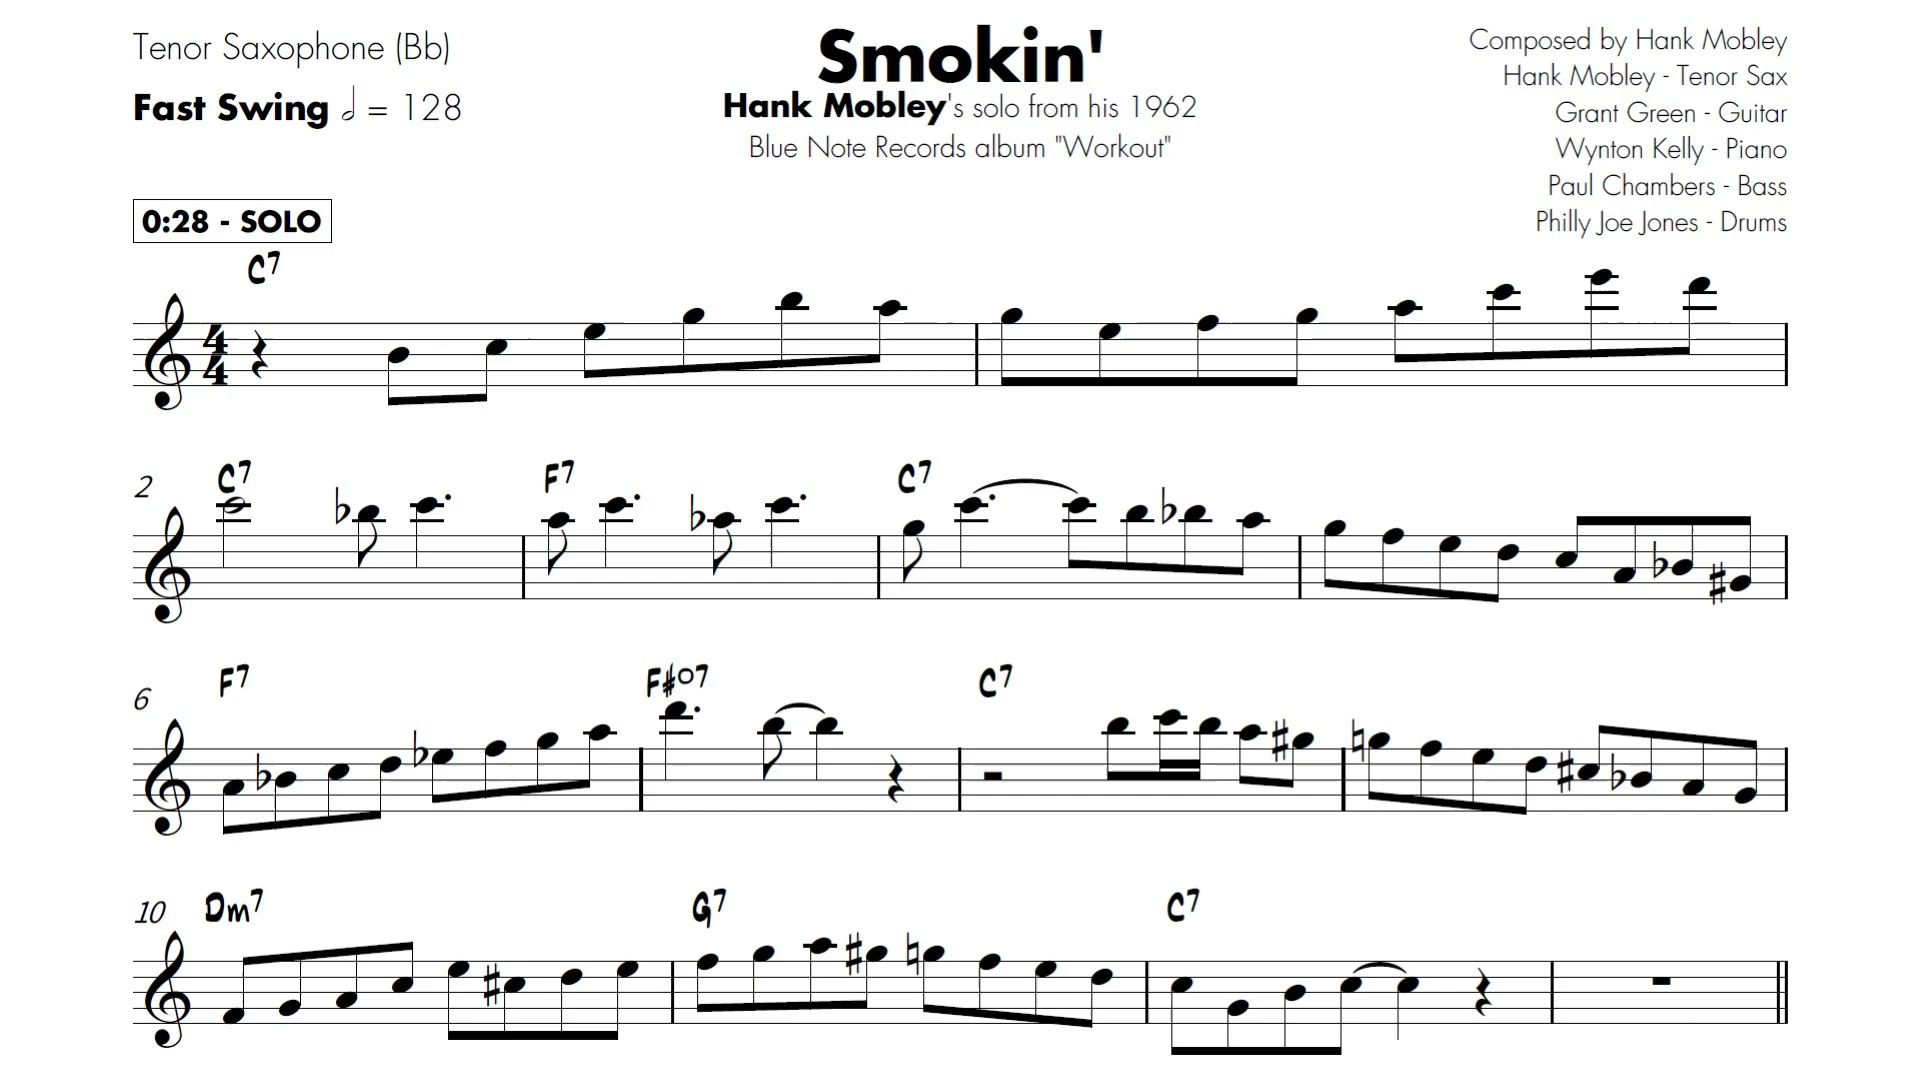 Tenor Saxophone (Bb)
Fast Swing 𝅗𝅥 = 128
Smokin'
Hank Mobley's solo from his 1962
Blue Note Records album "Workout"
Composed by Hank Mobley
Hank Mobley - Tenor Sax
Grant Green - Guitar
Wynton Kelly - Piano
Paul Chambers - Bass
Philly Joe Jones - Drums
0:28 - SOLO
C7
4
4
2 C7 F7 C7
6 F7 F#o7 C7
10 Dm7 G7 C7